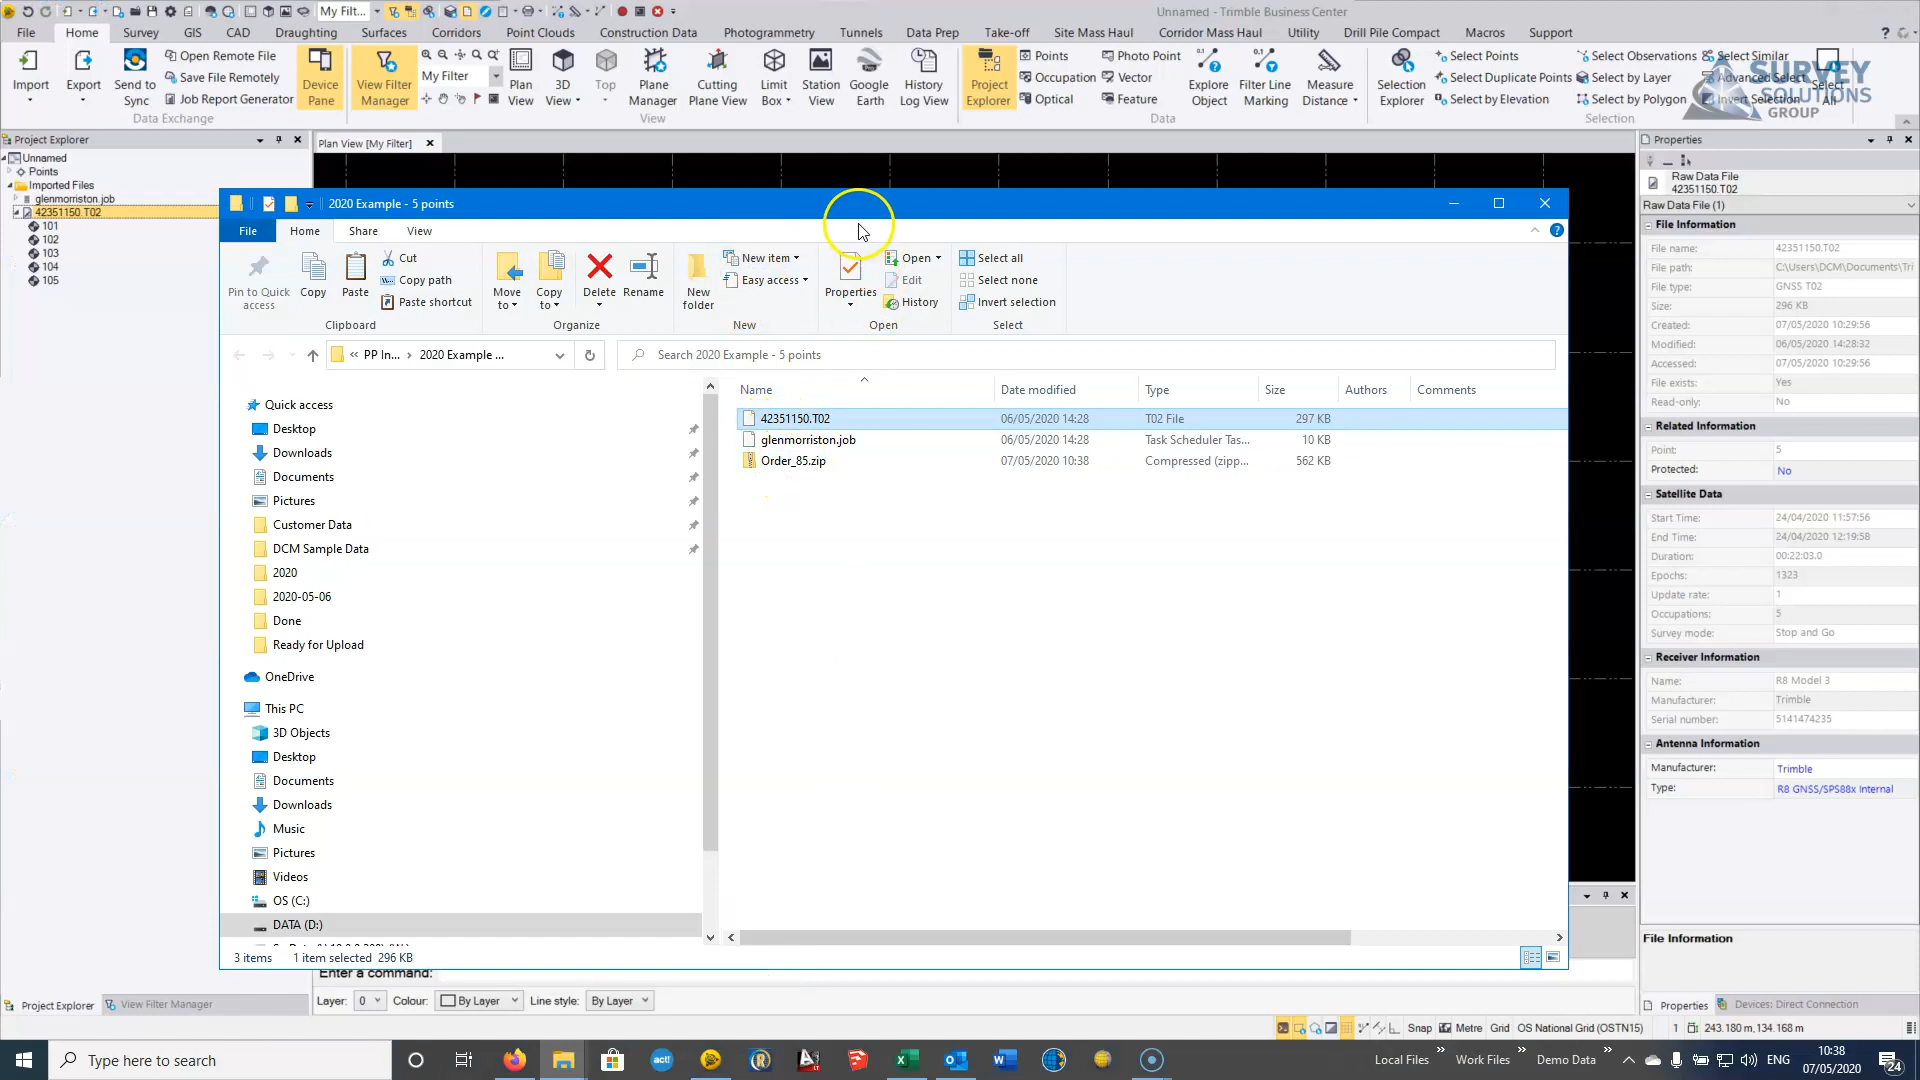 My Filt...
Unnamed - Trimble Business Center
File Home Survey GIS CAD Draughting Surfaces Corridors Point Clouds Construction Data Photogrammetry Tunnels Data Prep Take-off Site Mass Haul Corridor Mass Haul Utility Drill Pile Compact Macros Support
Import
Export
Send to Sync
Open Remote File
Save File Remotely
Job Report Generator
Data Exchange
Device Pane
View Filter Manager
My Filter
Plan View
3D View
Top
Plane Manager
Cutting Plane View
Limit Box
Station View
Google Earth
History Log View
View
Project Explorer
Points
Occupation
Optical
Photo Point
Vector
Feature
Explore Object
Filter Line Marking
Measure Distance
Data
Selection Explorer
Select Points
Select Duplicate Points
Select by Elevation
Select Observations
Select by Layer
Select by Polygon
Select Similar
Advanced Select
Invert Selection
Select All
Selection
SURVEY
SOLUTIONS
GROUP
Project Explorer
Unnamed
Points
Imported Files
glenmorriston.job
42351150.T02
101
102
103
104
105
Plan View [My Filter]
2020 Example - 5 points
File Home Share View
Pin to Quick access
Copy
Paste
Cut
Copy path
Paste shortcut
Clipboard
Move to
Copy to
Delete
Rename
Organize
New folder
New item
Easy access
New
Properties
Open
Edit
History
Open
Select all
Select none
Invert selection
Select
« PP In... › 2020 Example ...
Search 2020 Example - 5 points
Name Date modified Type Size Authors Comments
42351150.T02 06/05/2020 14:28 T02 File 297 KB
glenmorriston.job 06/05/2020 14:28 Task Scheduler Tas... 10 KB
Order_85.zip 07/05/2020 10:38 Compressed (zipp... 562 KB
Quick access
Desktop
Downloads
Documents
Pictures
Customer Data
DCM Sample Data
2020
2020-05-06
Done
Ready for Upload
OneDrive
This PC
3D Objects
Desktop
Documents
Downloads
Music
Pictures
Videos
OS (C:)
DATA (D:)
3 items 1 item selected 296 KB
Properties
Raw Data File
42351150.T02
Raw Data File (1)
File Information
File name: 42351150.T02
File path: C:\Users\DCM\Documents\Tri
File type: GNSS T02
Size: 296 KB
Created: 07/05/2020 10:29:56
Modified: 06/05/2020 14:28:32
Accessed: 07/05/2020 10:29:56
File exists: Yes
Read-only: No
Related Information
Point: 5
Protected: No
Satellite Data
Start Time: 24/04/2020 11:57:56
End Time: 24/04/2020 12:19:58
Duration: 00:22:03.0
Epochs: 1323
Update rate: 1
Occupations: 5
Survey mode: Stop and Go
Receiver Information
Name: R8 Model 3
Manufacturer: Trimble
Serial number: 5141474235
Antenna Information
Manufacturer: Trimble
Type: R8 GNSS/SPS88x Internal
File Information
Enter a command:
Project Explorer View Filter Manager
Layer: 0 Colour: By Layer Line style: By Layer
Properties Devices: Direct Connection
Snap Metre Grid OS National Grid (OSTN15) 1 243.180 m,134.168 m
Type here to search
act!
Local Files » Work Files » Demo Data »
ENG
10:38
07/05/2020
24